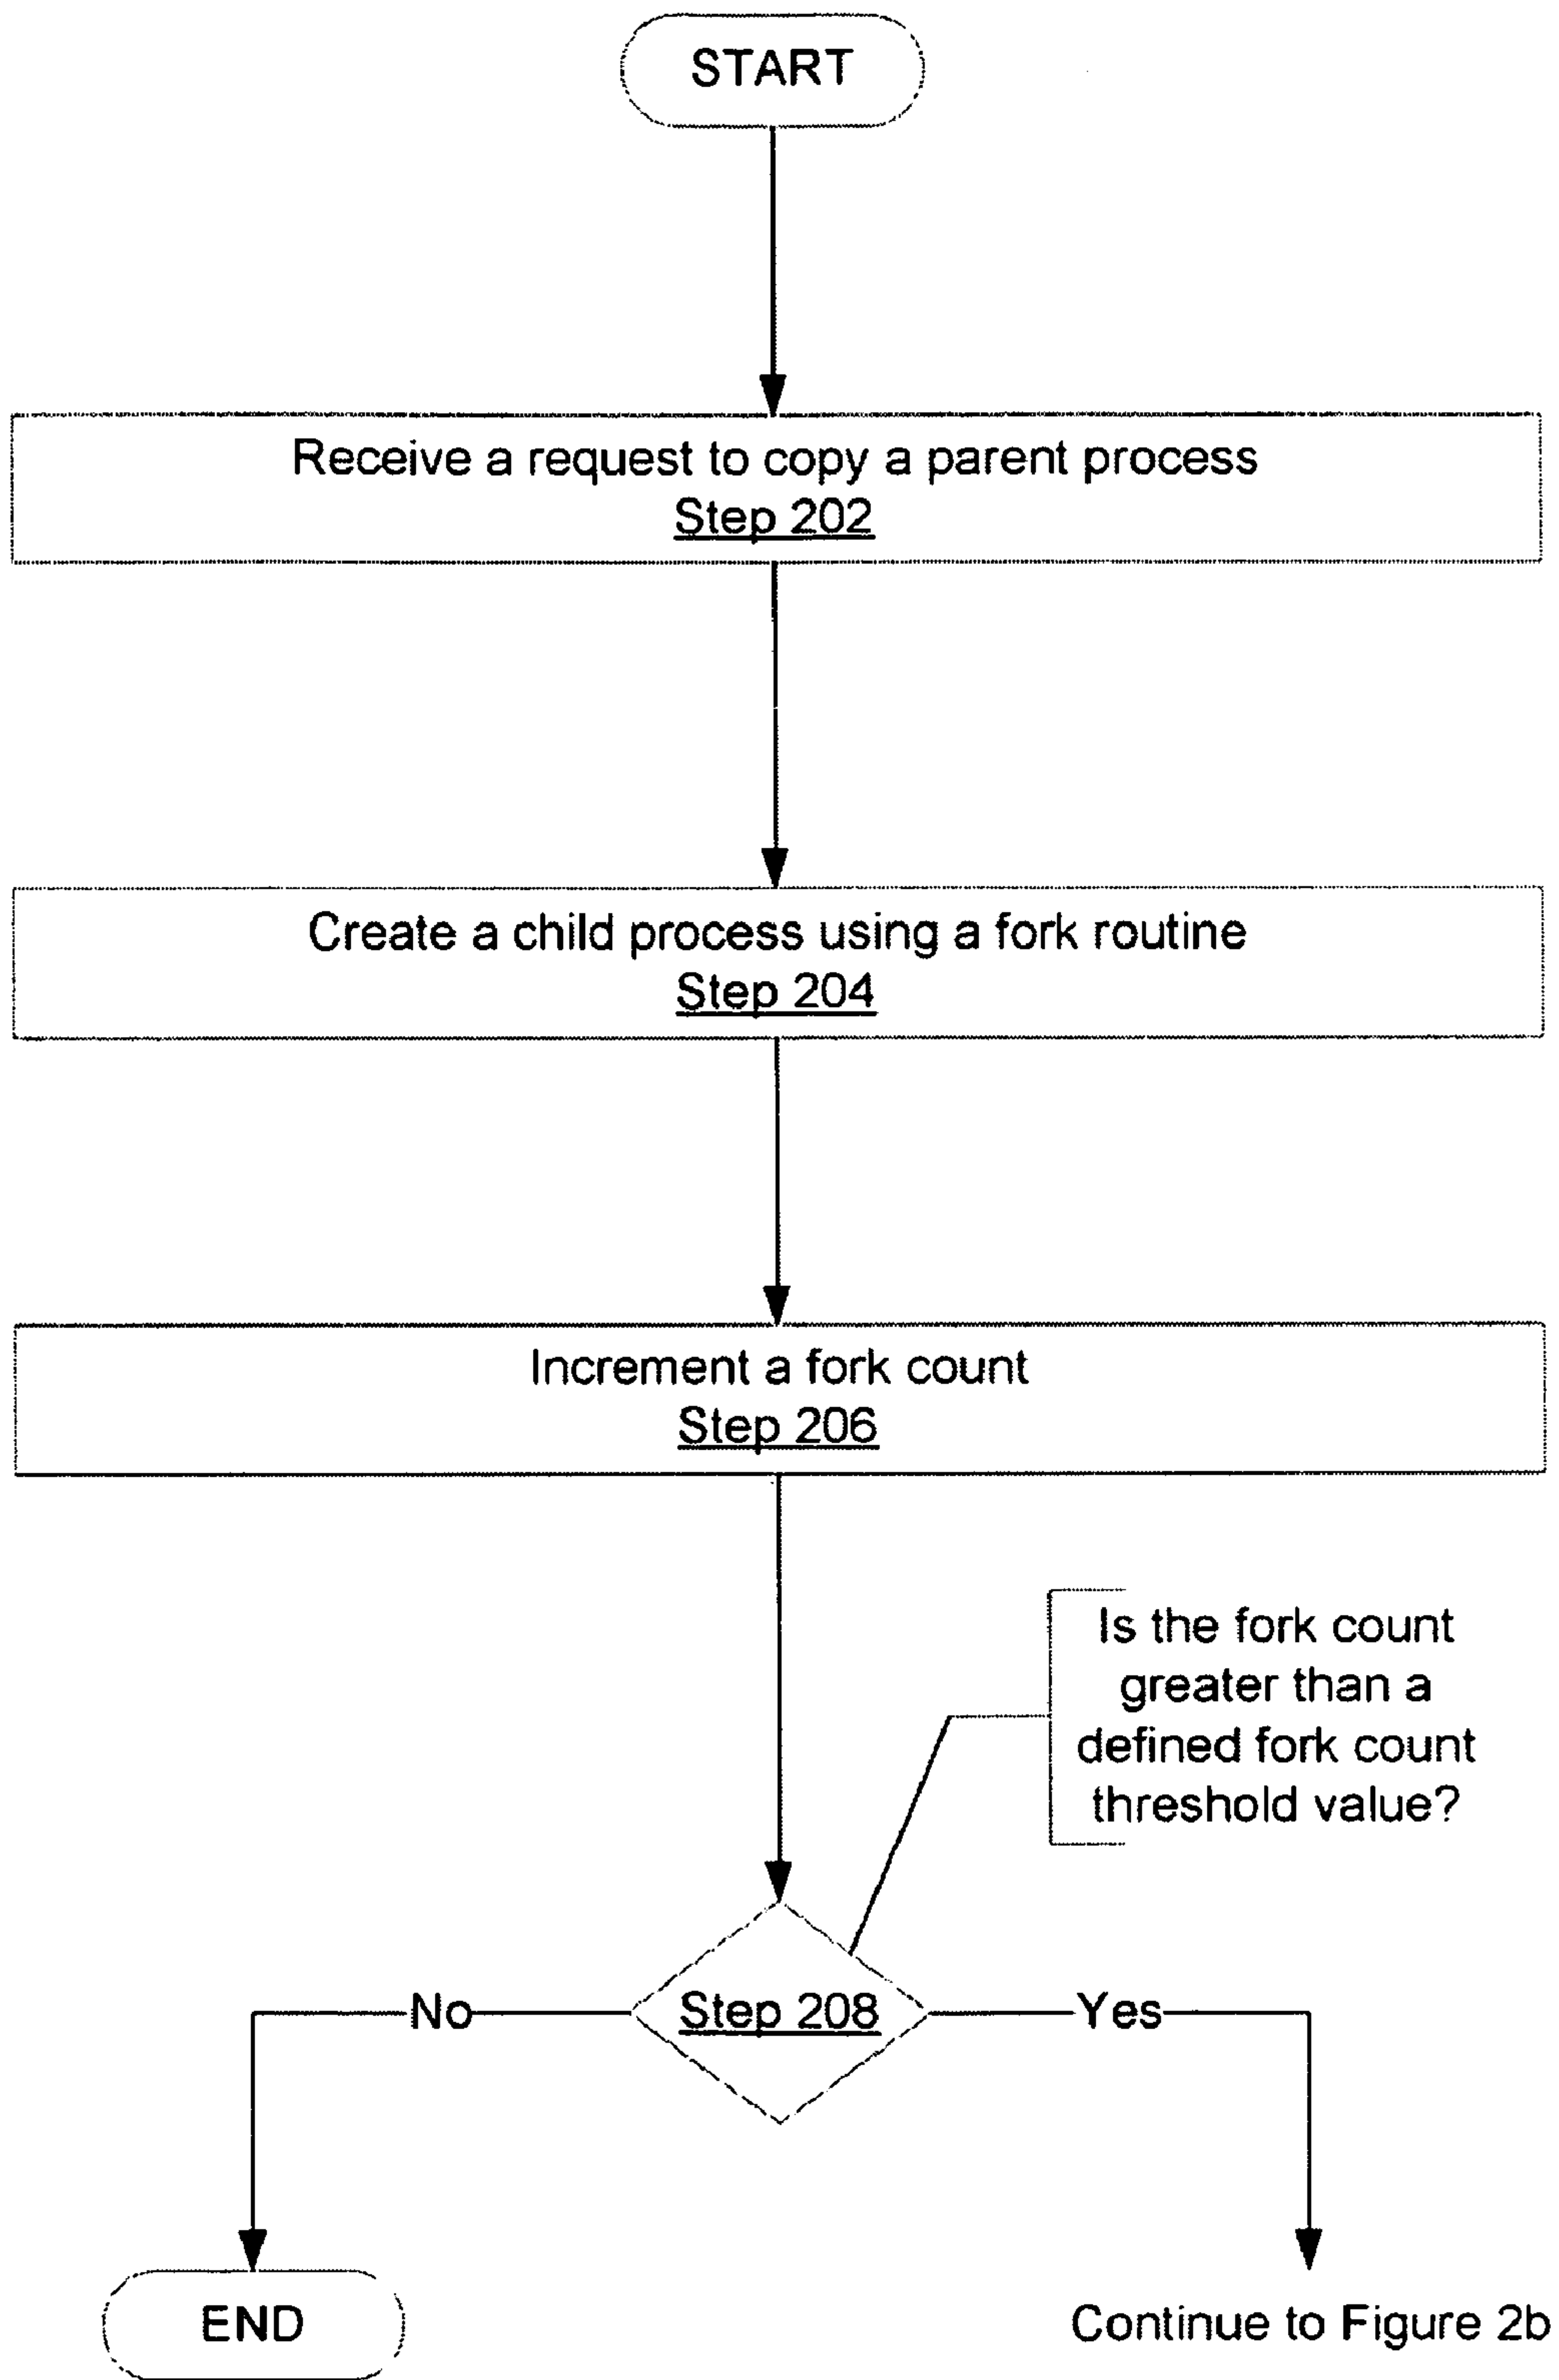 START
Receive a request to copy a parent process
Step 202
Create a child process using a fork routine
Step 204
Increment a fork count
Step 206
Is the fork count
greater than a
defined fork count
threshold value?
No
Step 208
Yes
END
Continue to Figure 2b